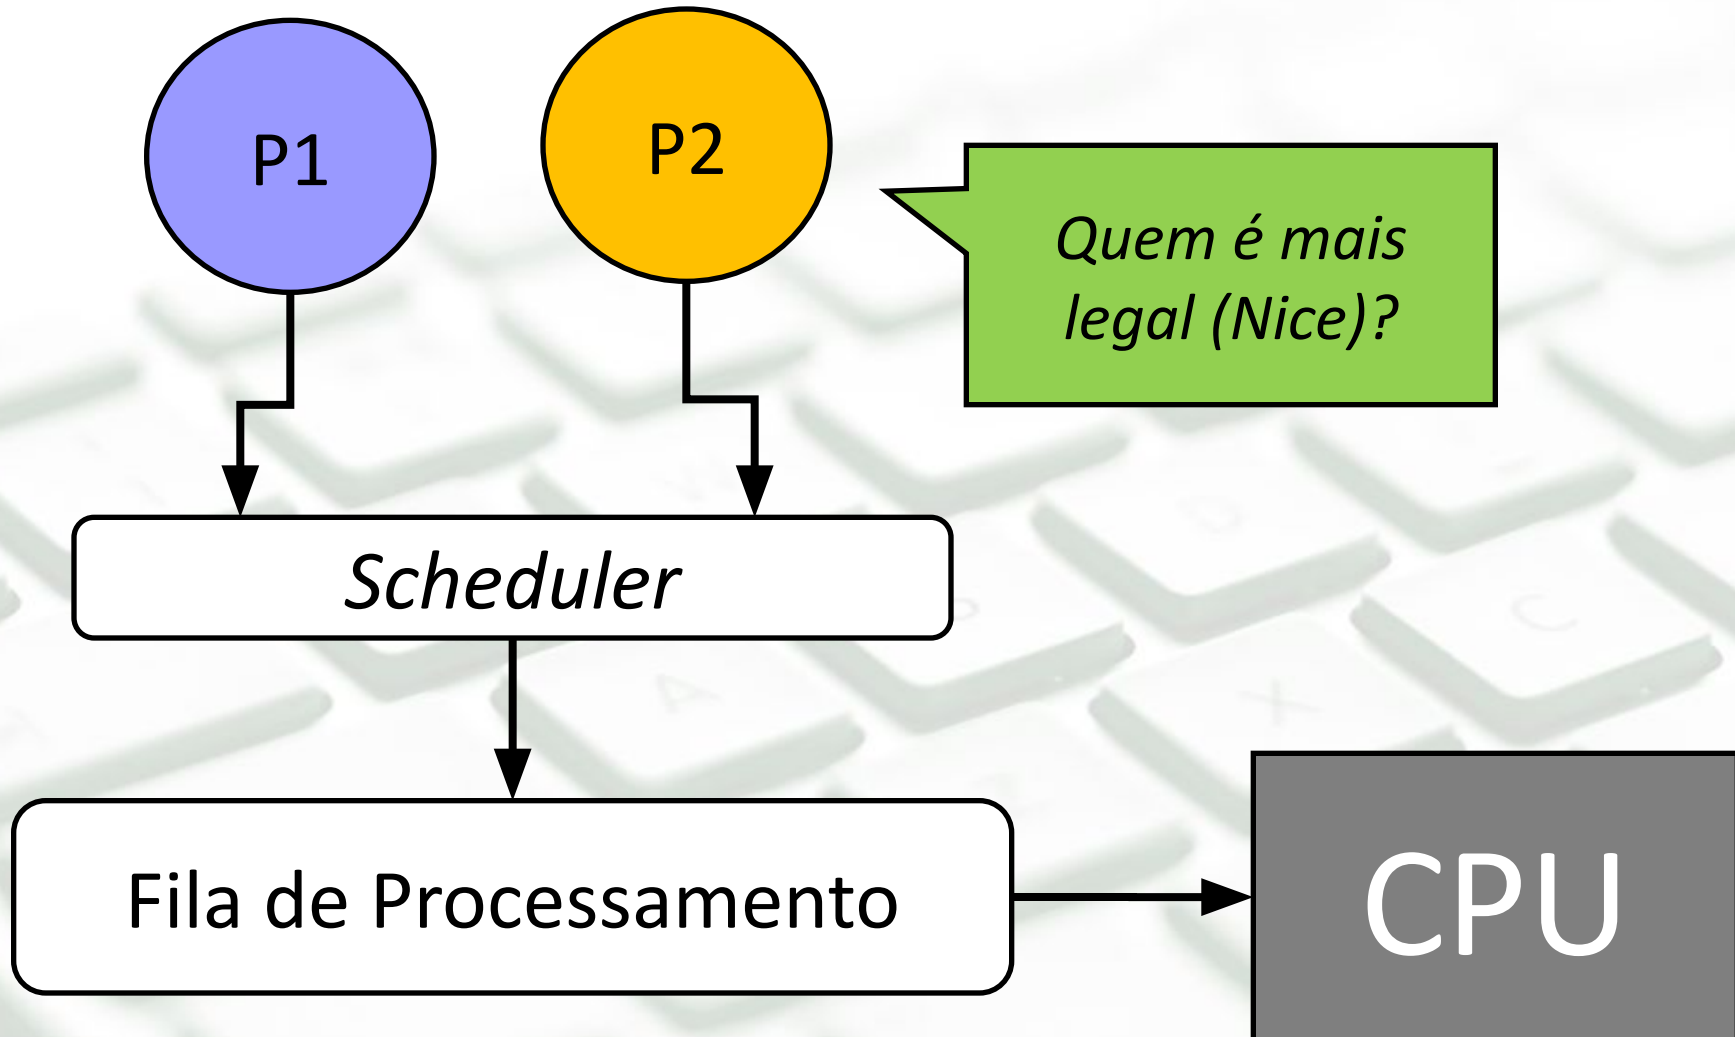 P1
P2
Quem é mais
legal (Nice)?
Scheduler
Fila de Processamento
CPU